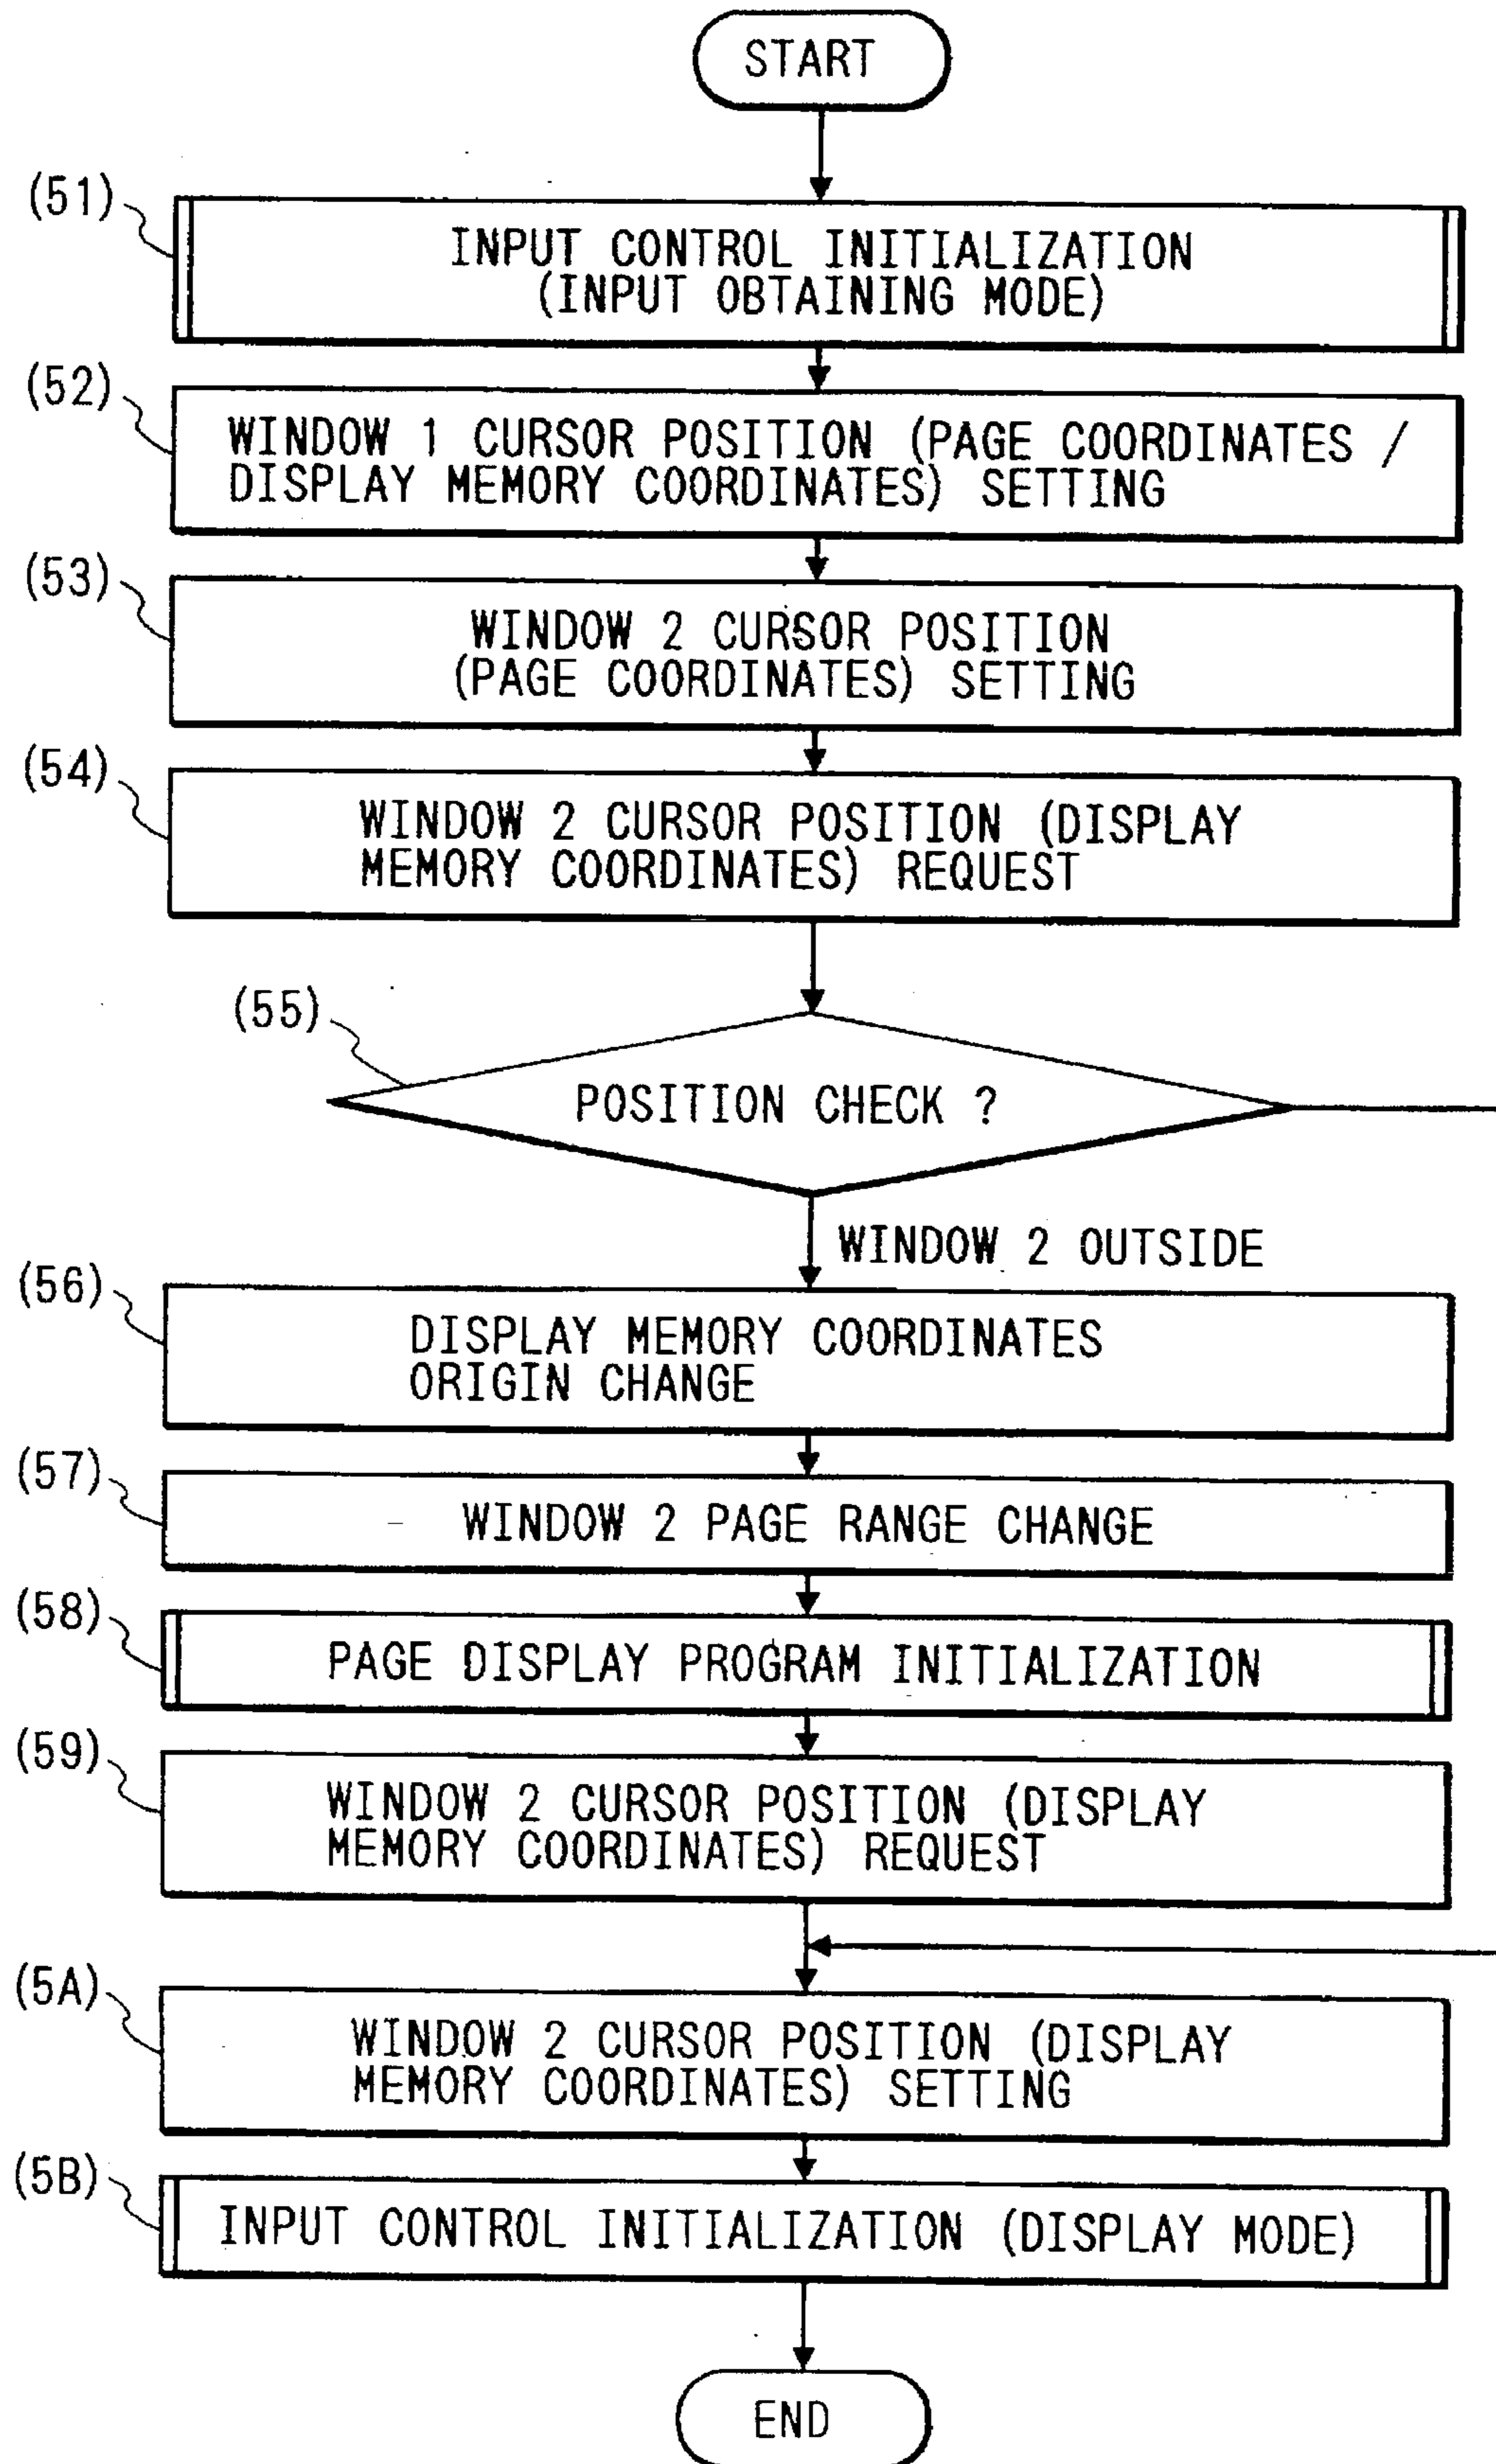 START
(51)
INPUT CONTROL INITIALIZATION
(INPUT OBTAINING MODE)
(52)
WINDOW 1 CURSOR POSITION (PAGE COORDINATES /
DISPLAY MEMORY COORDINATES) SETTING
(53)
WINDOW 2 CURSOR POSITION
(PAGE COORDINATES) SETTING
(54)
WINDOW 2 CURSOR POSITION (DISPLAY
MEMORY COORDINATES) REQUEST
(55)
POSITION CHECK ?
WINDOW 2 OUTSIDE
(56)
DISPLAY MEMORY COORDINATES
ORIGIN CHANGE
(57)
WINDOW 2 PAGE RANGE CHANGE
(58)
PAGE DISPLAY PROGRAM INITIALIZATION
(59)
WINDOW 2 CURSOR POSITION (DISPLAY
MEMORY COORDINATES) REQUEST
(5A)
WINDOW 2 CURSOR POSITION (DISPLAY
MEMORY COORDINATES) SETTING
(5B)
INPUT CONTROL INITIALIZATION (DISPLAY MODE)
END